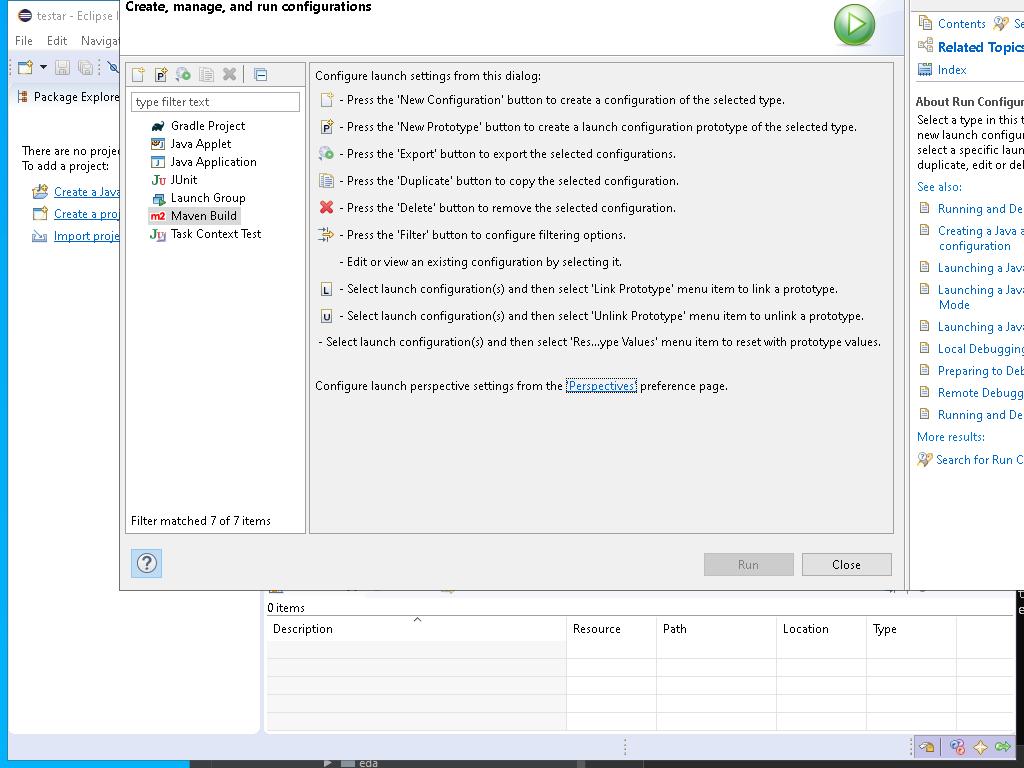 Create, manage, and run configurations
testar - Eclipse I
File Edit Naviga
Package Explore
There are no proje
To add a project:
Create a Java
Create a proj
Import proje
type filter text
Gradle Project
Java Applet
Java Application
JUnit
Launch Group
m2 Maven Build
Task Context Test
Filter matched 7 of 7 items
Configure launch settings from this dialog:
- Press the 'New Configuration' button to create a configuration of the selected type.
- Press the 'New Prototype' button to create a launch configuration prototype of the selected type.
- Press the 'Export' button to export the selected configurations.
- Press the 'Duplicate' button to copy the selected configuration.
- Press the 'Delete' button to remove the selected configuration.
- Press the 'Filter' button to configure filtering options.
- Edit or view an existing configuration by selecting it.
L - Select launch configuration(s) and then select 'Link Prototype' menu item to link a prototype.
U - Select launch configuration(s) and then select 'Unlink Prototype' menu item to unlink a prototype.
- Select launch configuration(s) and then select 'Res...ype Values' menu item to reset with prototype values.
Configure launch perspective settings from the 'Perspectives' preference page.
Run
Close
Contents Se
Related Topics
Index
About Run Configur
Select a type in this t
new launch configu
select a specific laun
duplicate, edit or del
See also:
Running and De
Creating a Java a
configuration
Launching a Java
Launching a Java
Mode
Launching a Java
Local Debugging
Preparing to Deb
Remote Debugg
Running and De
More results:
Search for Run C
0 items
Description Resource Path Location Type
eda